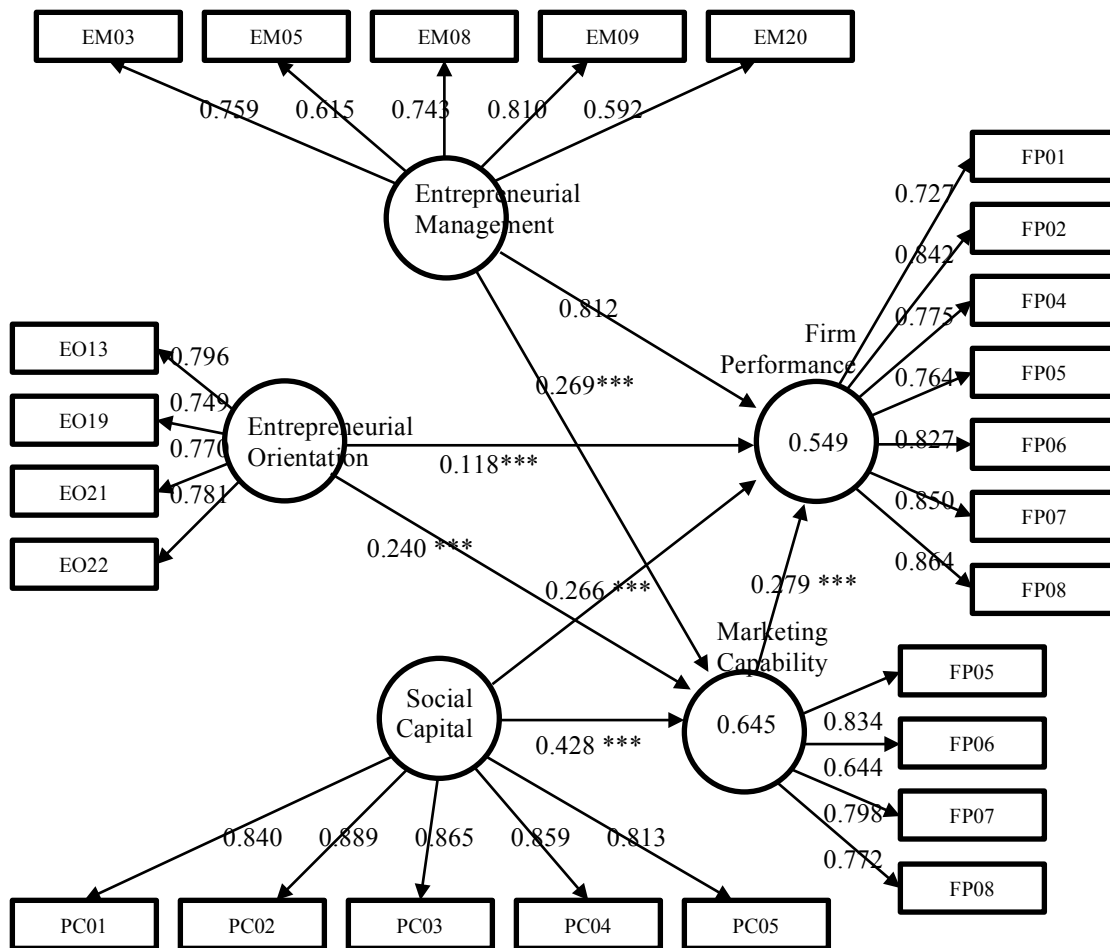 EM03
EM05
EM08
EM09
EM20
0.759
0.615
0.743
0.810
0.592
Entrepreneurial
Management
FP01
FP02
FP04
FP05
FP06
FP07
FP08
0.727
0.842
0.775
0.764
0.827
0.850
0.864
0.812
0.269***
Firm
Performance
0.549
EO13
EO19
EO21
EO22
0.796
0.749
0.770
0.781
Entrepreneurial
Orientation
0.118***
0.240 ***
0.266 ***
0.279 ***
Marketing
Capability
0.645
Social
Capital
0.428 ***
FP05
FP06
FP07
FP08
0.834
0.644
0.798
0.772
0.840
0.889
0.865
0.859
0.813
PC01
PC02
PC03
PC04
PC05